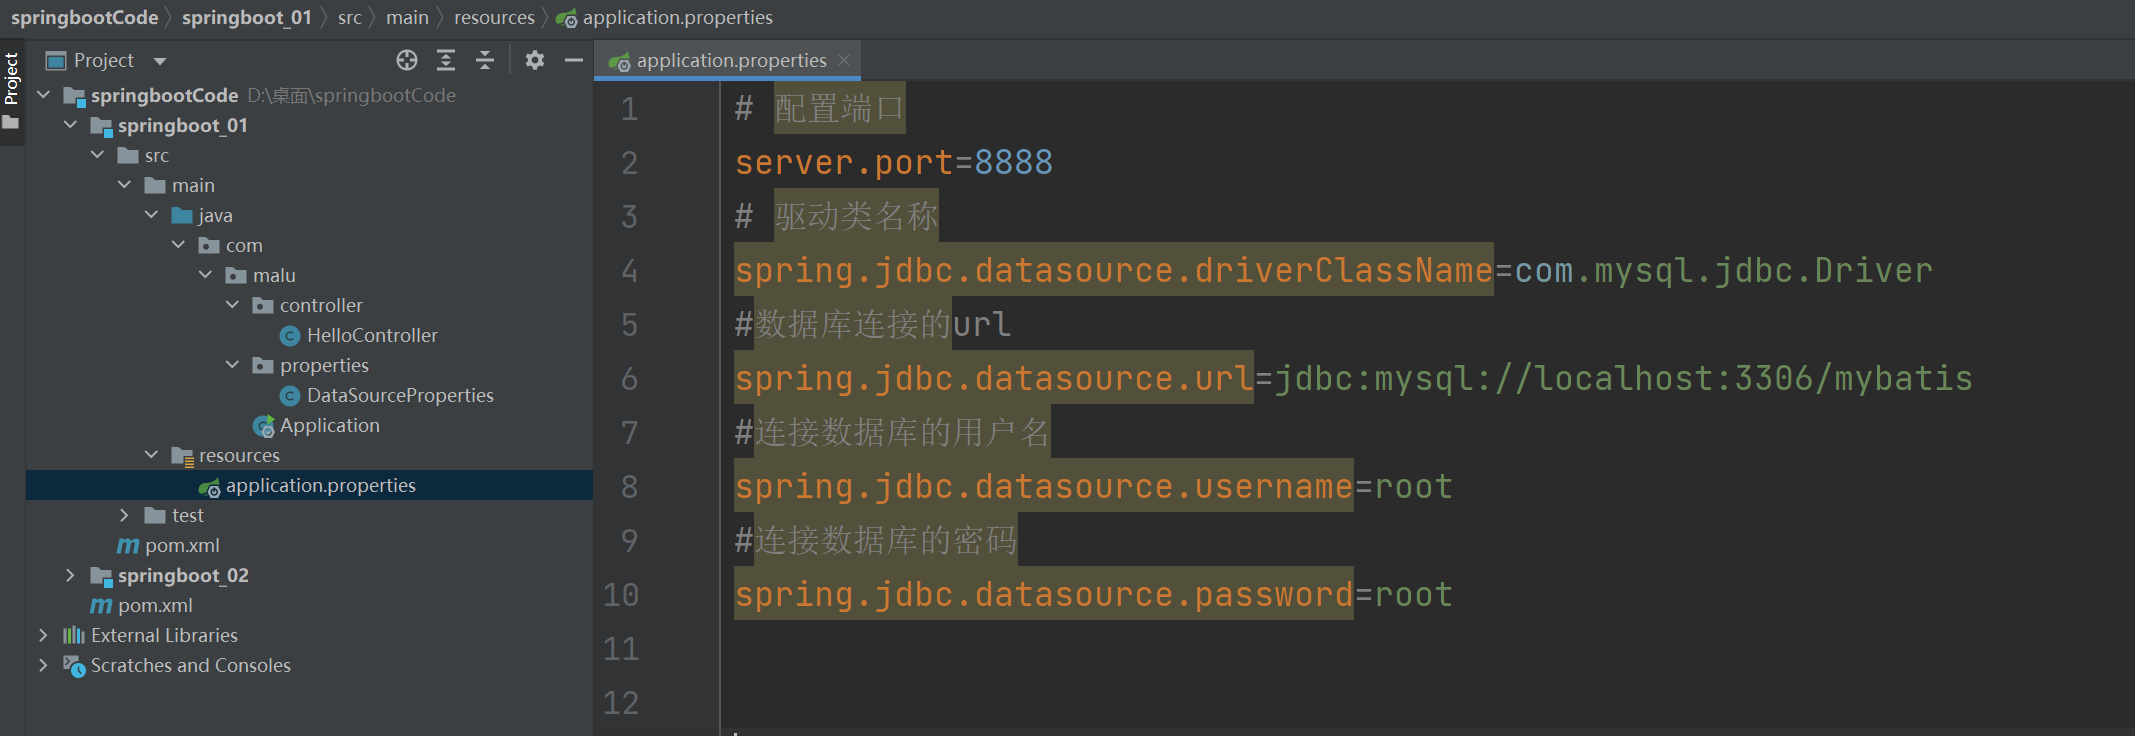 springbootCode springboot_01 src main resources application.properties
Project
Project
application.properties
springbootCode D:\桌面\springbootCode
springboot_01
src
main
java
com
malu
controller
HelloController
properties
DataSourceProperties
Application
resources
application.properties
test
pom.xml
springboot_02
pom.xml
External Libraries
Scratches and Consoles
1 # 配置端口
2 server.port=8888
3 # 驱动类名称
4 spring.jdbc.datasource.driverClassName=com.mysql.jdbc.Driver
5 #数据库连接的url
6 spring.jdbc.datasource.url=jdbc:mysql://localhost:3306/mybatis
7 #连接数据库的用户名
8 spring.jdbc.datasource.username=root
9 #连接数据库的密码
10 spring.jdbc.datasource.password=root
11
12